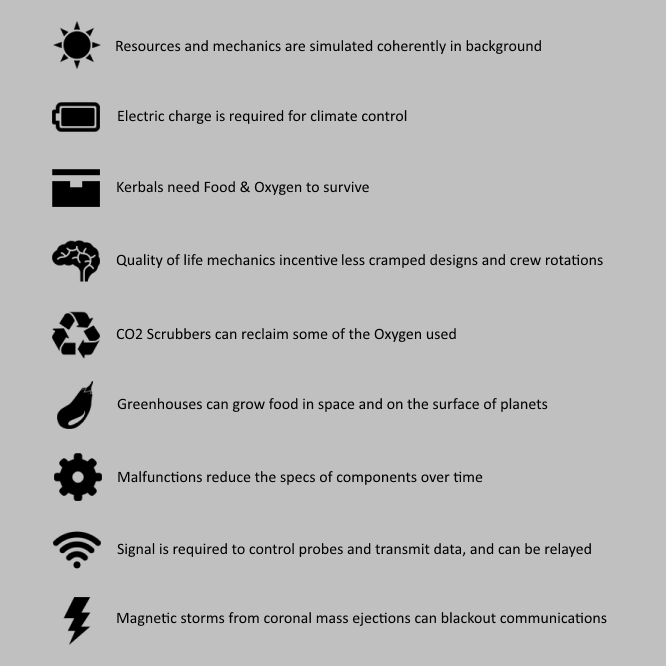 Resources and mechanics are simulated coherently in background
Electric charge is required for climate control
Kerbals need Food & Oxygen to survive
Quality of life mechanics incentive less cramped designs and crew rotations
CO2 Scrubbers can reclaim some of the Oxygen used
Greenhouses can grow food in space and on the surface of planets
Malfunctions reduce the specs of components over time
Signal is required to control probes and transmit data, and can be relayed
Magnetic storms from coronal mass ejections can blackout communications